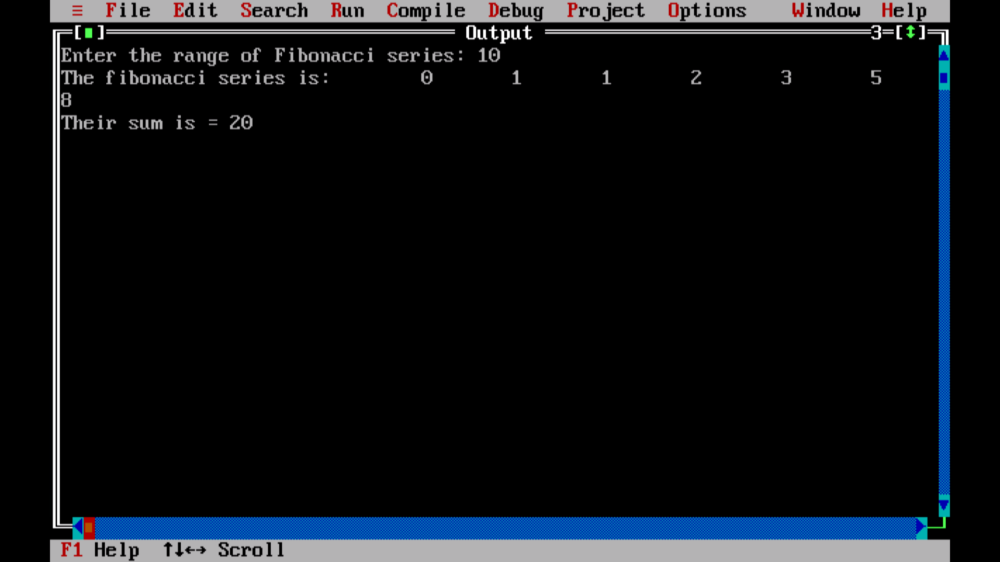 ≡ File Edit Search Run Compile Debug Project Options Window Help
[■] Output 3=[↕]
Enter the range of Fibonacci series: 10
The fibonacci series is: 0 1 1 2 3 5
8
Their sum is = 20
F1 Help ↑↓←→ Scroll